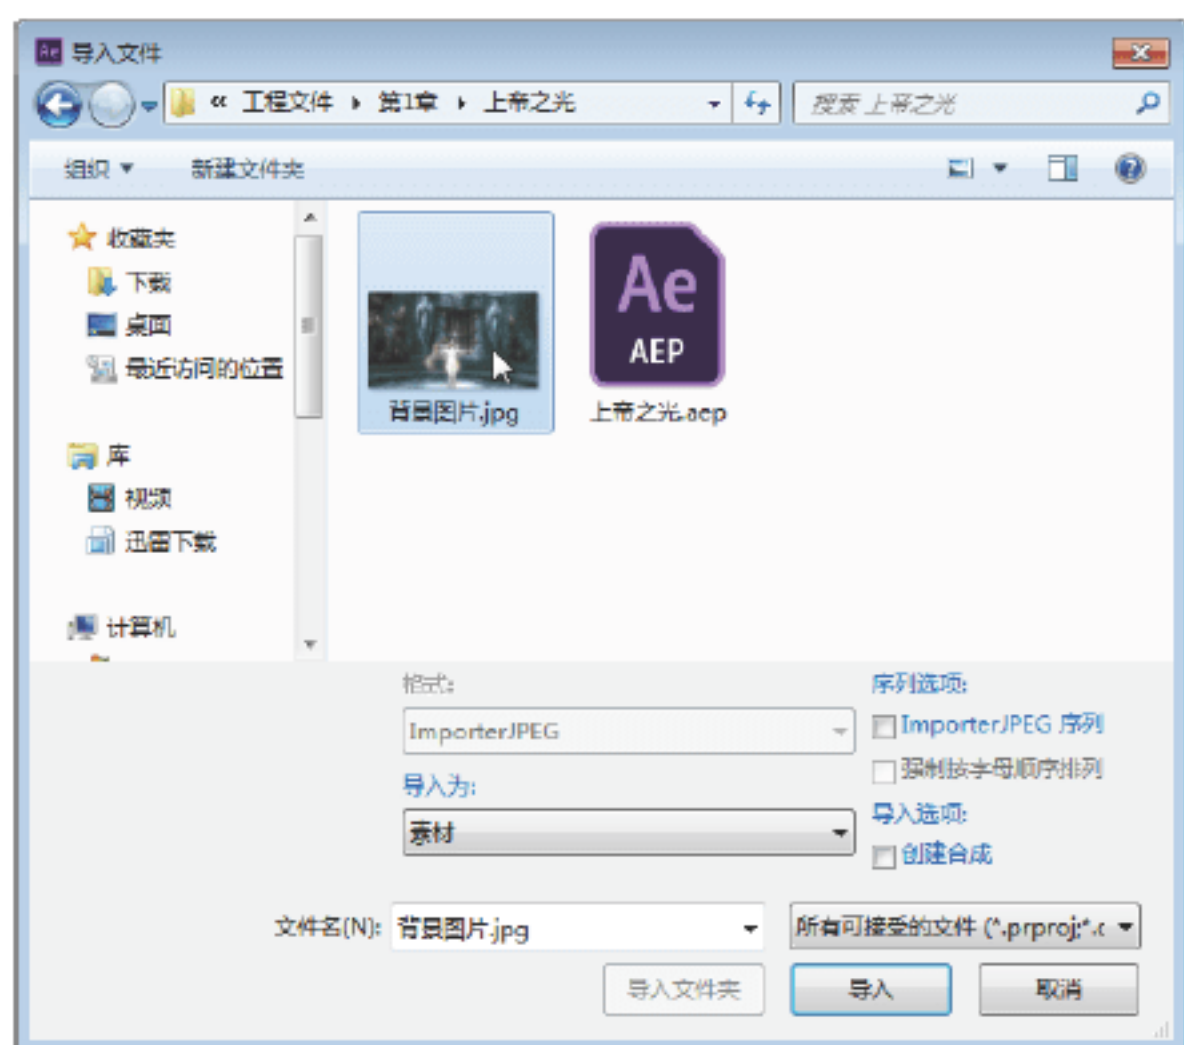 Ae 导入文件
« 工程文件 ▸ 第1章 ▸ 上帝之光
搜索 上帝之光
组织 新建文件夹
收藏夹
下载
桌面
最近访问的位置
库
视频
迅雷下载
计算机
Ae
AEP
背景图片.jpg
上帝之光.aep
格式:
ImporterJPEG
导入为:
素材
序列选项:
ImporterJPEG 序列
强制按字母顺序排列
导入选项:
创建合成
文件名(N): 背景图片.jpg
所有可接受的文件 (*.prproj;*.c
导入文件夹 导入 取消